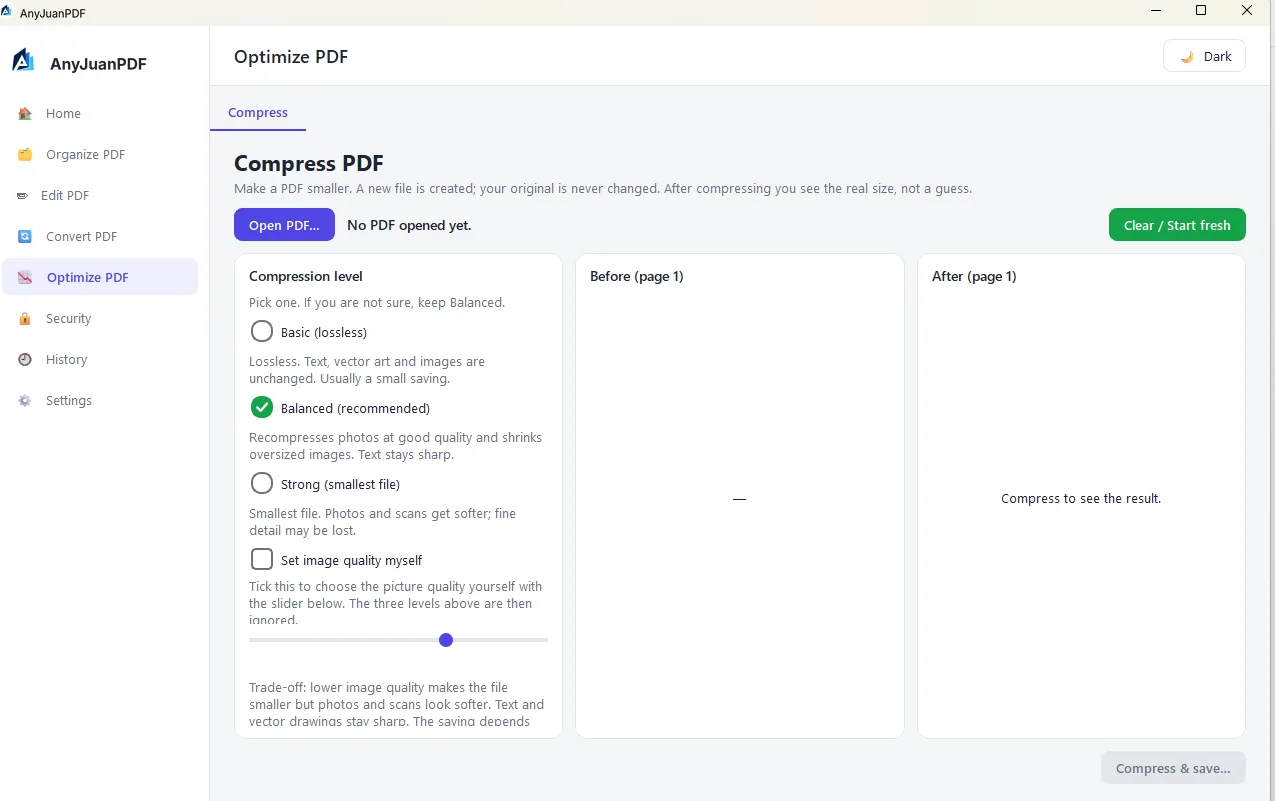 AnyJuanPDF
AnyJuanPDF
Home
Organize PDF
Edit PDF
Convert PDF
Optimize PDF
Security
History
Settings
Optimize PDF
Dark
Compress
Compress PDF
Make a PDF smaller. A new file is created; your original is never changed. After compressing you see the real size, not a guess.
Open PDF...
No PDF opened yet.
Clear / Start fresh
Compression level
Pick one. If you are not sure, keep Balanced.
Basic (lossless)
Lossless. Text, vector art and images are
unchanged. Usually a small saving.
Balanced (recommended)
Recompresses photos at good quality and shrinks
oversized images. Text stays sharp.
Strong (smallest file)
Smallest file. Photos and scans get softer; fine
detail may be lost.
Set image quality myself
Tick this to choose the picture quality yourself with
the slider below. The three levels above are then
ignored.
Trade-off: lower image quality makes the file
smaller but photos and scans look softer. Text and
vector drawings stay sharp. The saving depends
Before (page 1)
—
After (page 1)
Compress to see the result.
Compress & save...